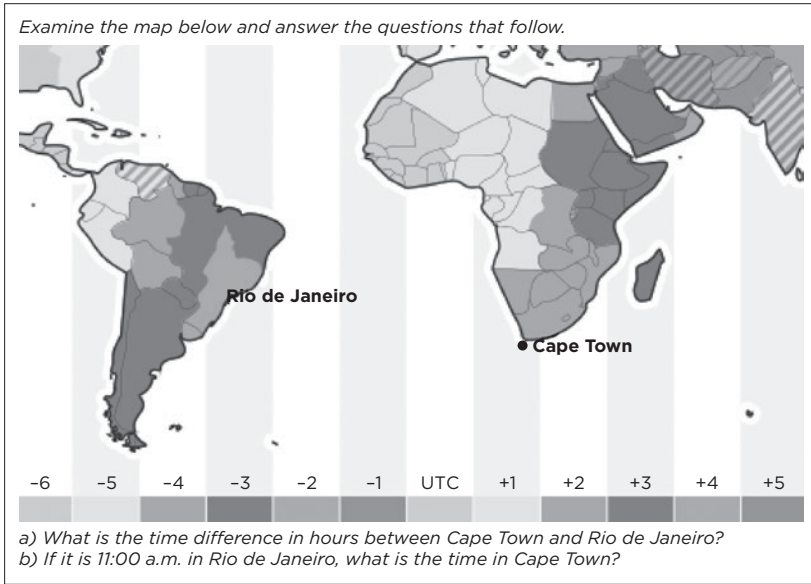 Examine the map below and answer the questions that follow.
Rio de Janeiro
Cape Town
–6 –5 –4 –3 –2 –1 UTC +1 +2 +3 +4 +5
a) What is the time difference in hours between Cape Town and Rio de Janeiro?
b) If it is 11:00 a.m. in Rio de Janeiro, what is the time in Cape Town?